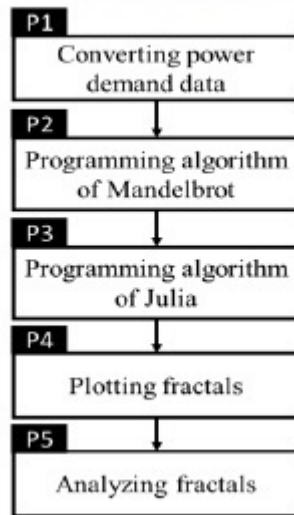 P1
Converting power
demand data
P2
Programming algorithm
of Mandelbrot
P3
Programming algorithm
of Julia
P4
Plotting fractals
P5
Analyzing fractals